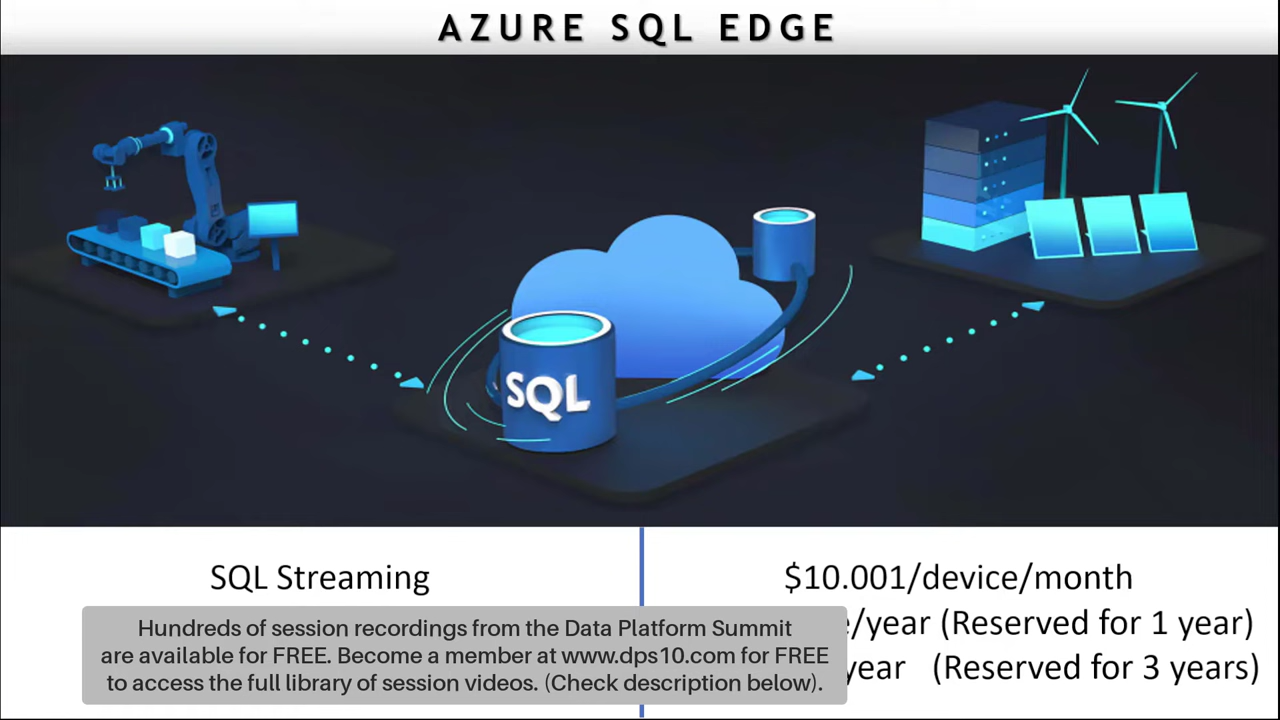 AZURE SQL EDGE
SQL
SQL Streaming
$10.001/device/month
/year (Reserved for 1 year)
year (Reserved for 3 years)
Hundreds of session recordings from the Data Platform Summit
are available for FREE. Become a member at www.dps10.com for FREE
to access the full library of session videos. (Check description below).